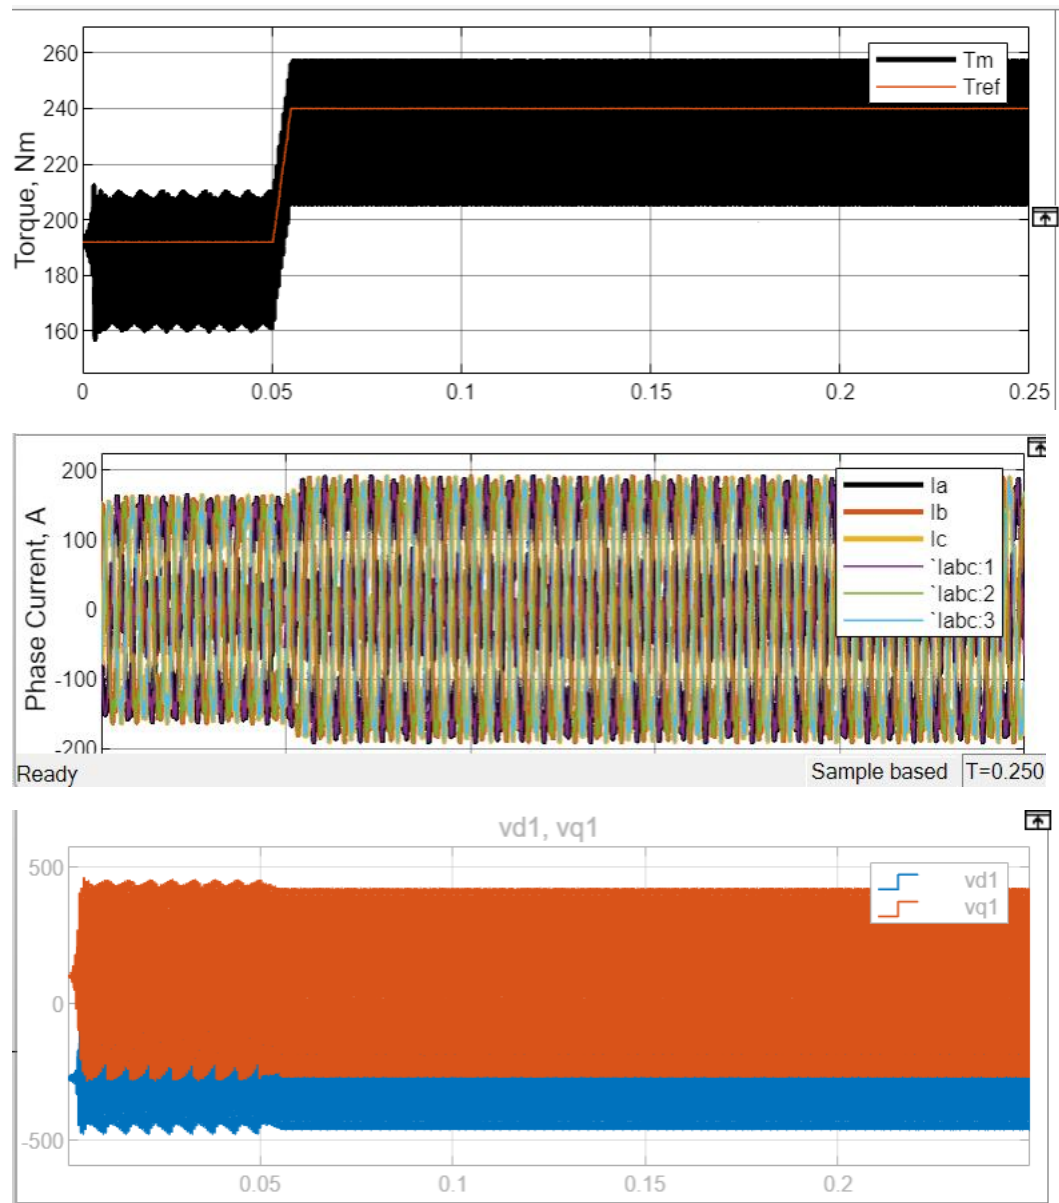 260
240
220
200
180
160
Torque, Nm
Tm
Tref
0
0.05
0.1
0.15
0.2
0.25
200
100
0
-100
-200
Phase Current, A
Ia
Ib
Ic
`Iabc:1
`Iabc:2
`Iabc:3
Ready
Sample based
T=0.250
vd1, vq1
500
0
-500
vd1
vq1
0.05
0.1
0.15
0.2